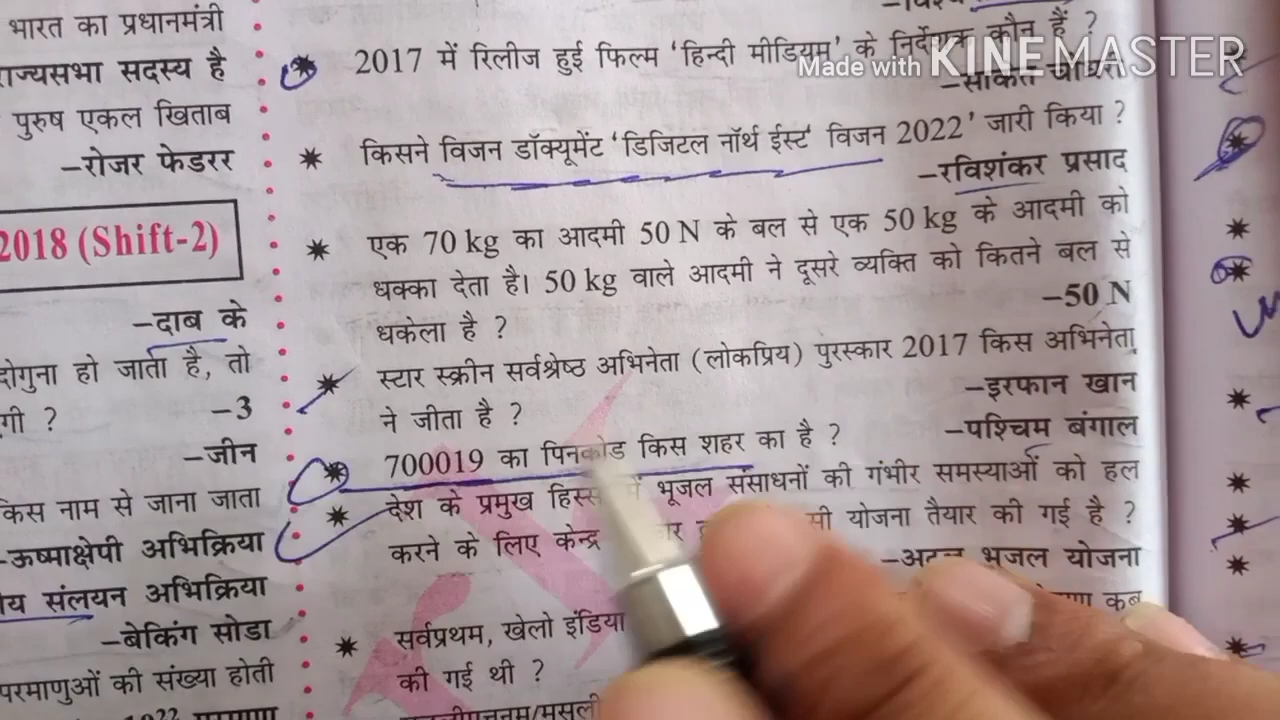 भारत का प्रधानमंत्री
राज्यसभा सदस्य है
पुरुष एकल खिताब
–रोजर फेडरर
2018 (Shift-2)
–दाब के
दोगुना हो जाता है, तो
गी ? –3
–जीन
किस नाम से जाना जाता
–ऊष्माक्षेपी अभिक्रिया
य संलयन अभिक्रिया
–बेकिंग सोडा
परमाणुओं की संख्या होती
2017 में रिलीज हुई फिल्म 'हिन्दी मीडियम' के निर्देशक कौन हैं ?
Made with KINEMASTER
–साकेत
किसने विजन डॉक्यूमेंट 'डिजिटल नॉर्थ ईस्ट' विजन 2022' जारी किया ?
–रविशंकर प्रसाद
एक 70 kg का आदमी 50 N के बल से एक 50 kg के आदमी को
धक्का देता है। 50 kg वाले आदमी ने दूसरे व्यक्ति को कितने बल से
धकेला है ? –50 N
स्टार स्क्रीन सर्वश्रेष्ठ अभिनेता (लोकप्रिय) पुरस्कार 2017 किस अभिनेता
ने जीता है ? –इरफान खान
700019 का पिनकोड किस शहर का है ? –पश्चिम बंगाल
देश के प्रमुख हिस्सों में भूजल संसाधनों की गंभीर समस्याओं को हल
करने के लिए केन्द्र योजना तैयार की गई है ?
–अटल भूजल योजना
कब
सर्वप्रथम, खेलो इंडिया
की गई थी ?